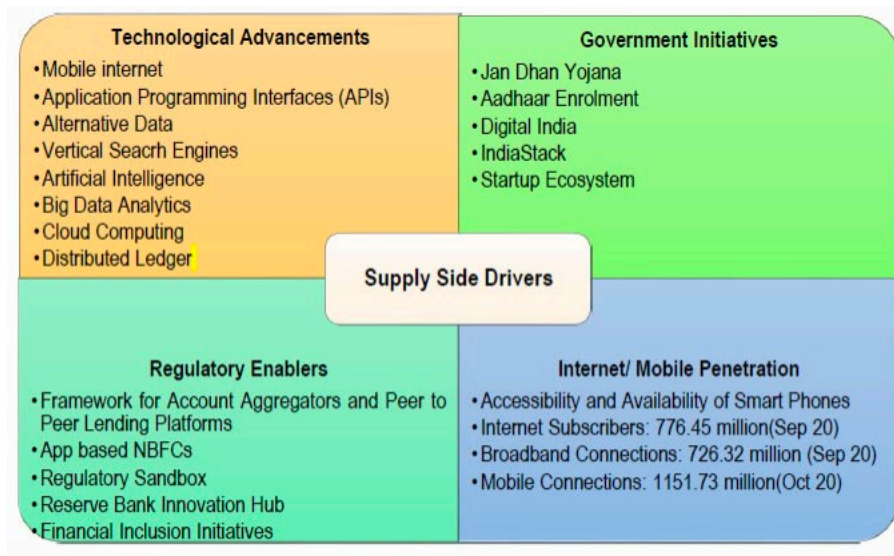 Technological Advancements
•Mobile internet
•Application Programming Interfaces (APIs)
•Alternative Data
•Vertical Seacrh Engines
•Artificial Intelligence
•Big Data Analytics
•Cloud Computing
•Distributed Ledger
Government Initiatives
•Jan Dhan Yojana
•Aadhaar Enrolment
•Digital India
•IndiaStack
•Startup Ecosystem
Supply Side Drivers
Regulatory Enablers
•Framework for Account Aggregators and Peer to
Peer Lending Platforms
•App based NBFCs
•Regulatory Sandbox
•Reserve Bank Innovation Hub
•Financial Inclusion Initiatives
Internet/ Mobile Penetration
•Accessibility and Availability of Smart Phones
•Internet Subscribers: 776.45 million(Sep 20)
•Broadband Connections: 726.32 million (Sep 20)
•Mobile Connections: 1151.73 million(Oct 20)